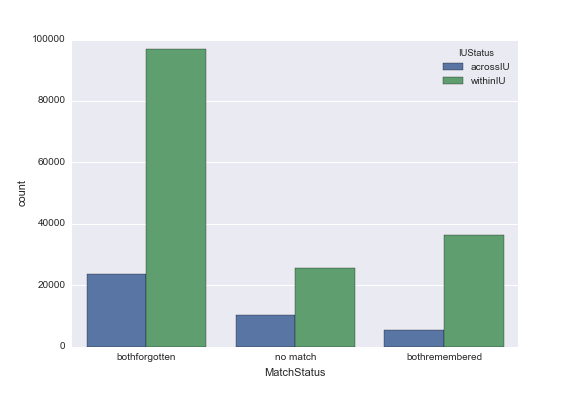 100000
80000
60000
40000
20000
0
count
IUStatus
acrossIU
withinIU
bothforgotten
no match
bothremembered
MatchStatus